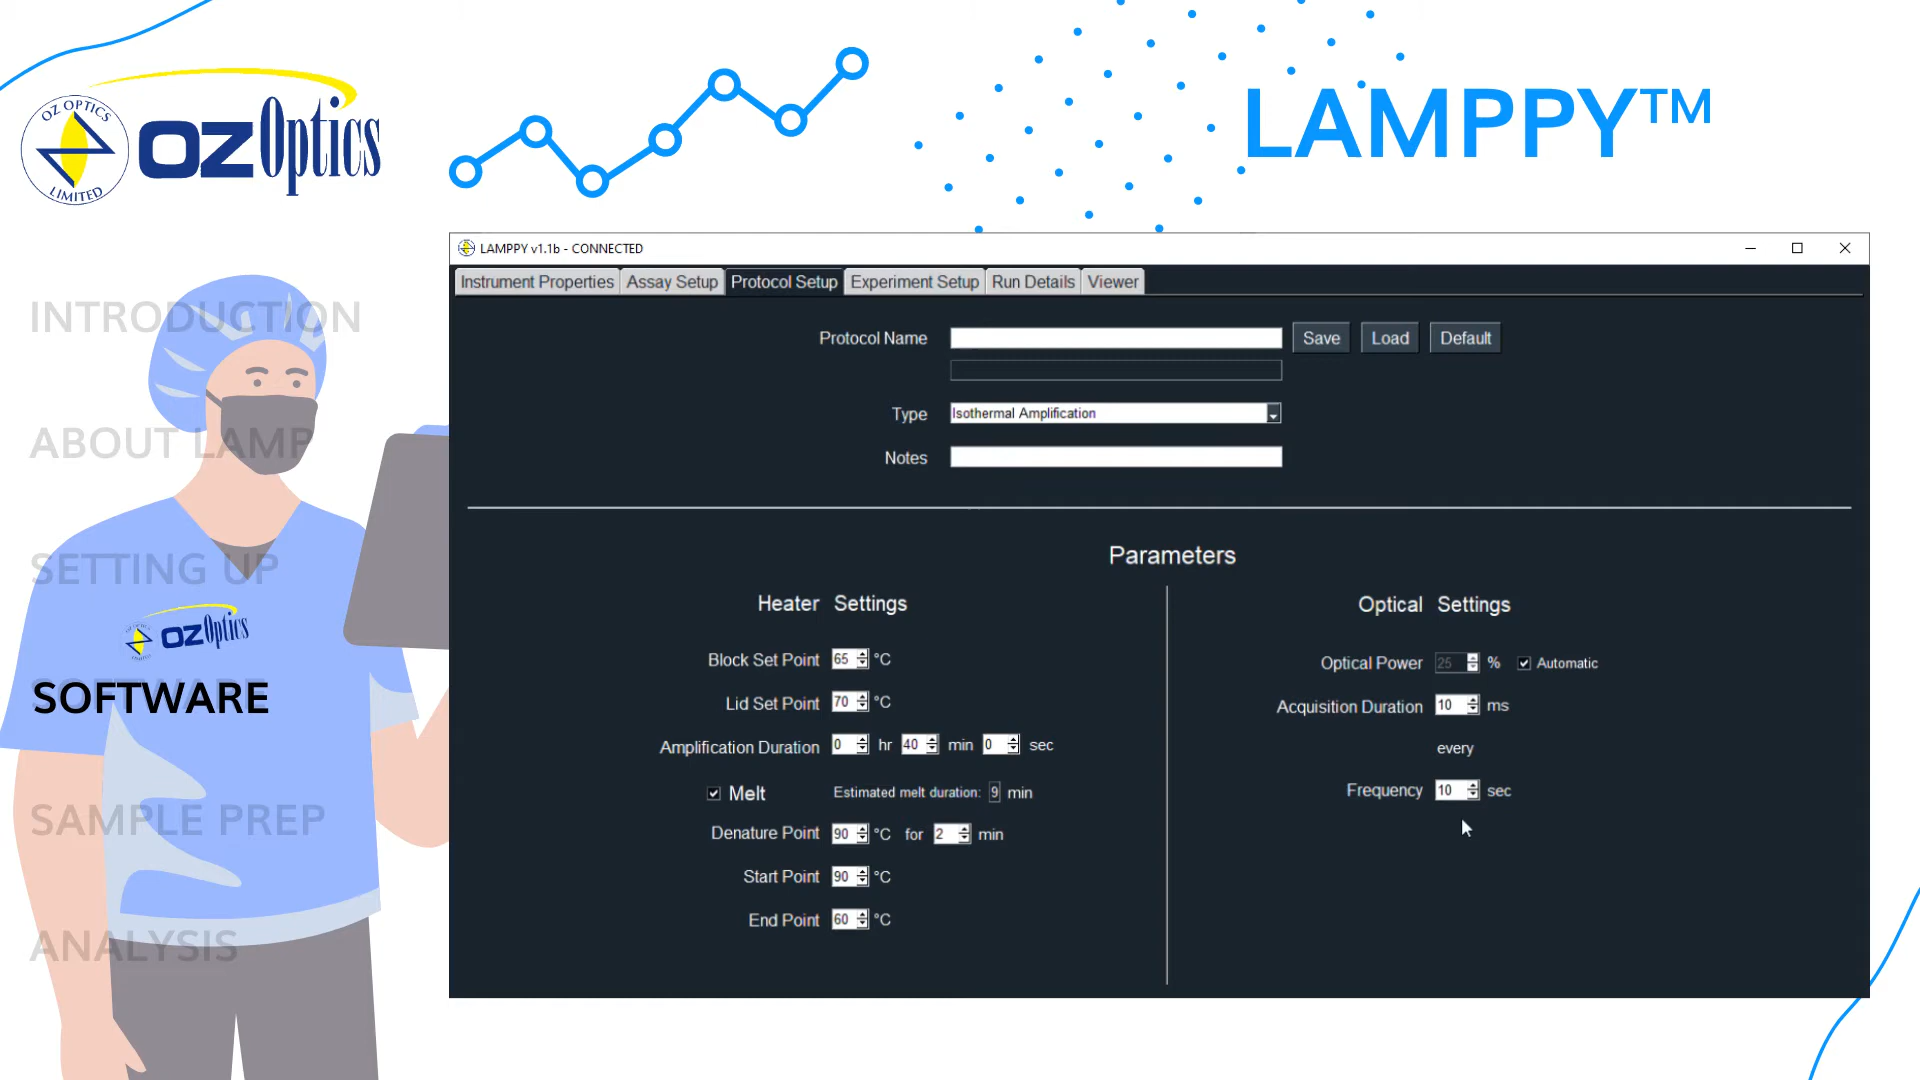 OZ OPTICS
LIMITED
OZ Optics
LAMPPY™
INTRODUCTION
ABOUT LAMP
SETTING UP
OZ Optics
SOFTWARE
SAMPLE PREP
ANALYSIS
LAMPPY v1.1b - CONNECTED
Instrument Properties Assay Setup Protocol Setup Experiment Setup Run Details Viewer
Protocol Name Save Load Default
Type Isothermal Amplification
Notes
Parameters
Heater Settings
Block Set Point 65 °C
Lid Set Point 70 °C
Amplification Duration 0 hr 40 min 0 sec
Melt Estimated melt duration: 9 min
Denature Point 90 °C for 2 min
Start Point 90 °C
End Point 60 °C
Optical Settings
Optical Power 25 % Automatic
Acquisition Duration 10 ms
every
Frequency 10 sec